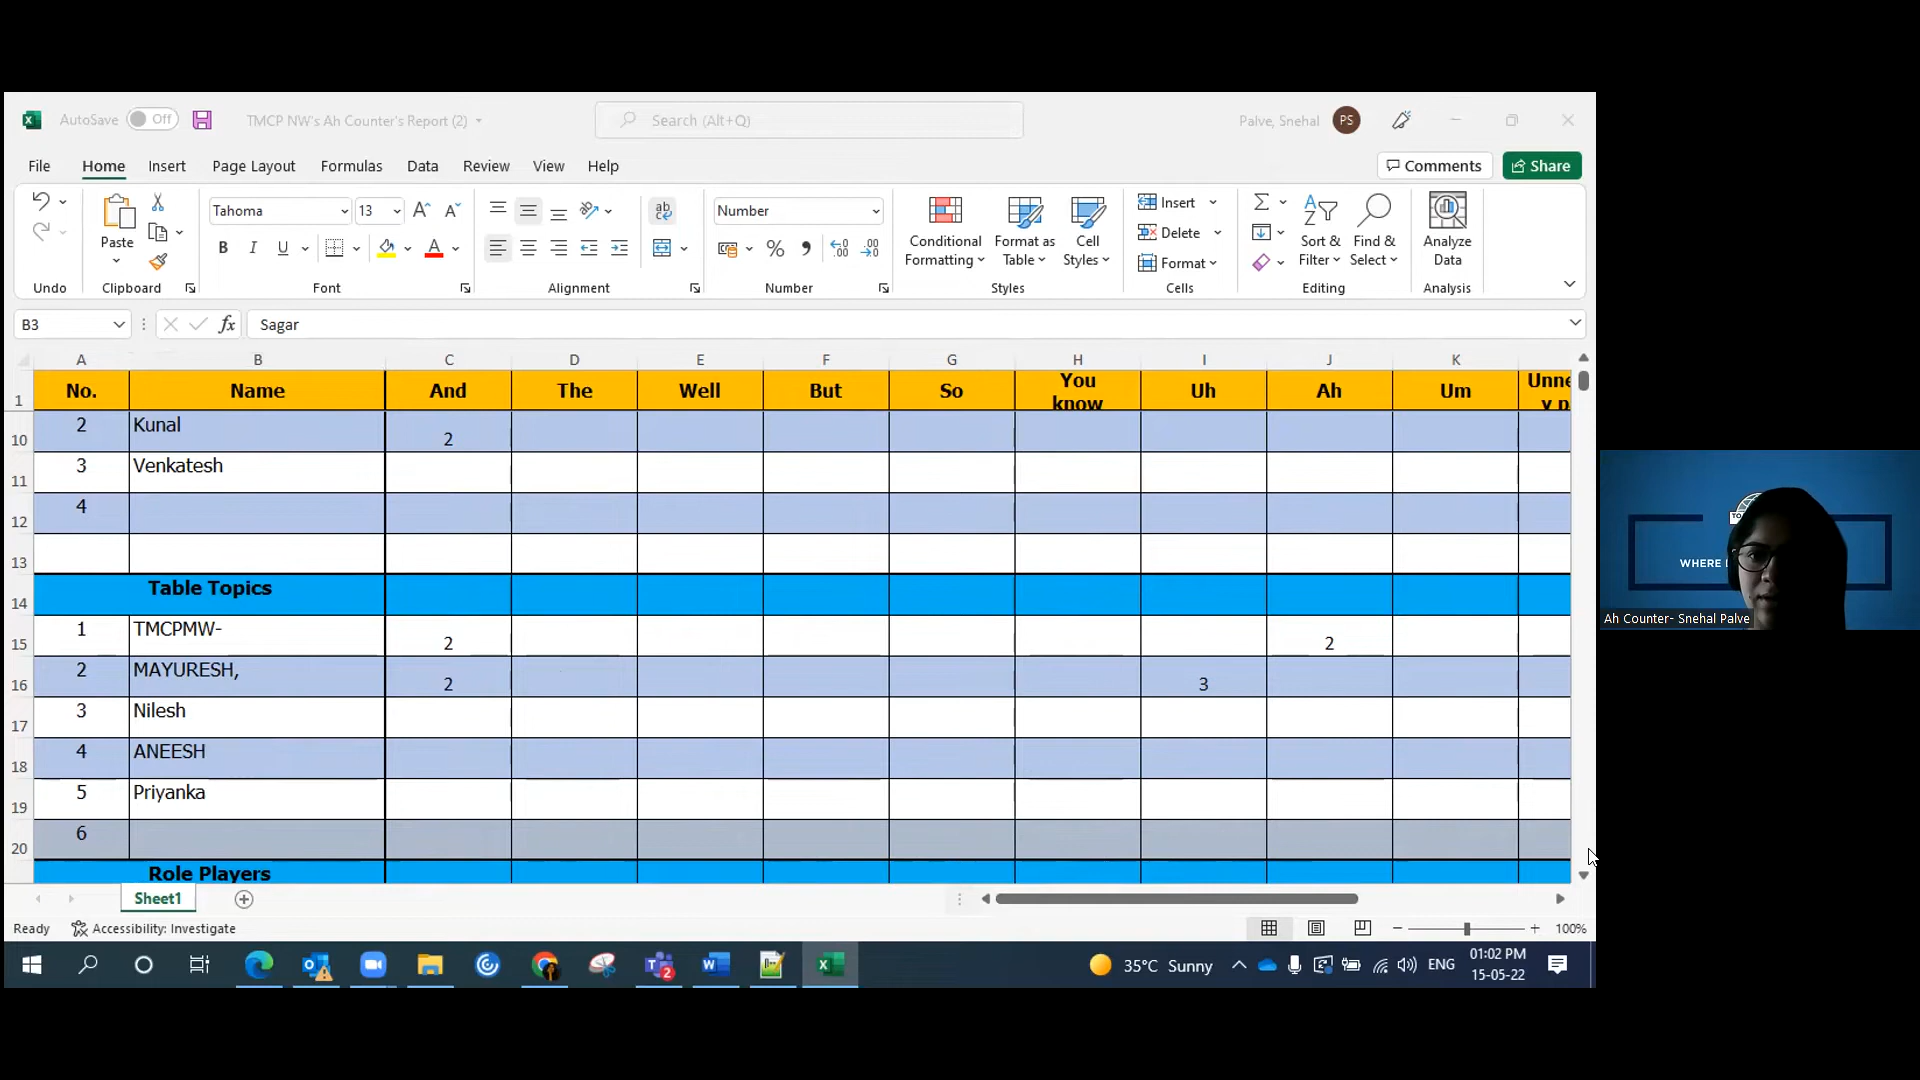 AutoSave Off TMCP NW's Ah Counter's Report (2) Search (Alt+Q) Palve, Snehal PS
File Home Insert Page Layout Formulas Data Review View Help Comments Share
Tahoma 13 Number Insert
Paste Conditional Format as Cell Delete Sort & Find & Analyze
Formatting Table Styles Format Filter Select Data
Undo Clipboard Font Alignment Number Styles Cells Editing Analysis
B3 fx Sagar
A B C D E F G H I J K
1 No. Name And The Well But So You know Uh Ah Um
10 2 Kunal 2
11 3 Venkatesh
12 4
13
14 Table Topics
15 1 TMCPMW- 2 2
16 2 MAYURESH, 2 3
17 3 Nilesh
18 4 ANEESH
19 5 Priyanka
20 6
Role Players
Sheet1
Ready Accessibility: Investigate 100%
35°C Sunny ENG 01:02 PM
15-05-22
WHERE
Ah Counter- Snehal Palve